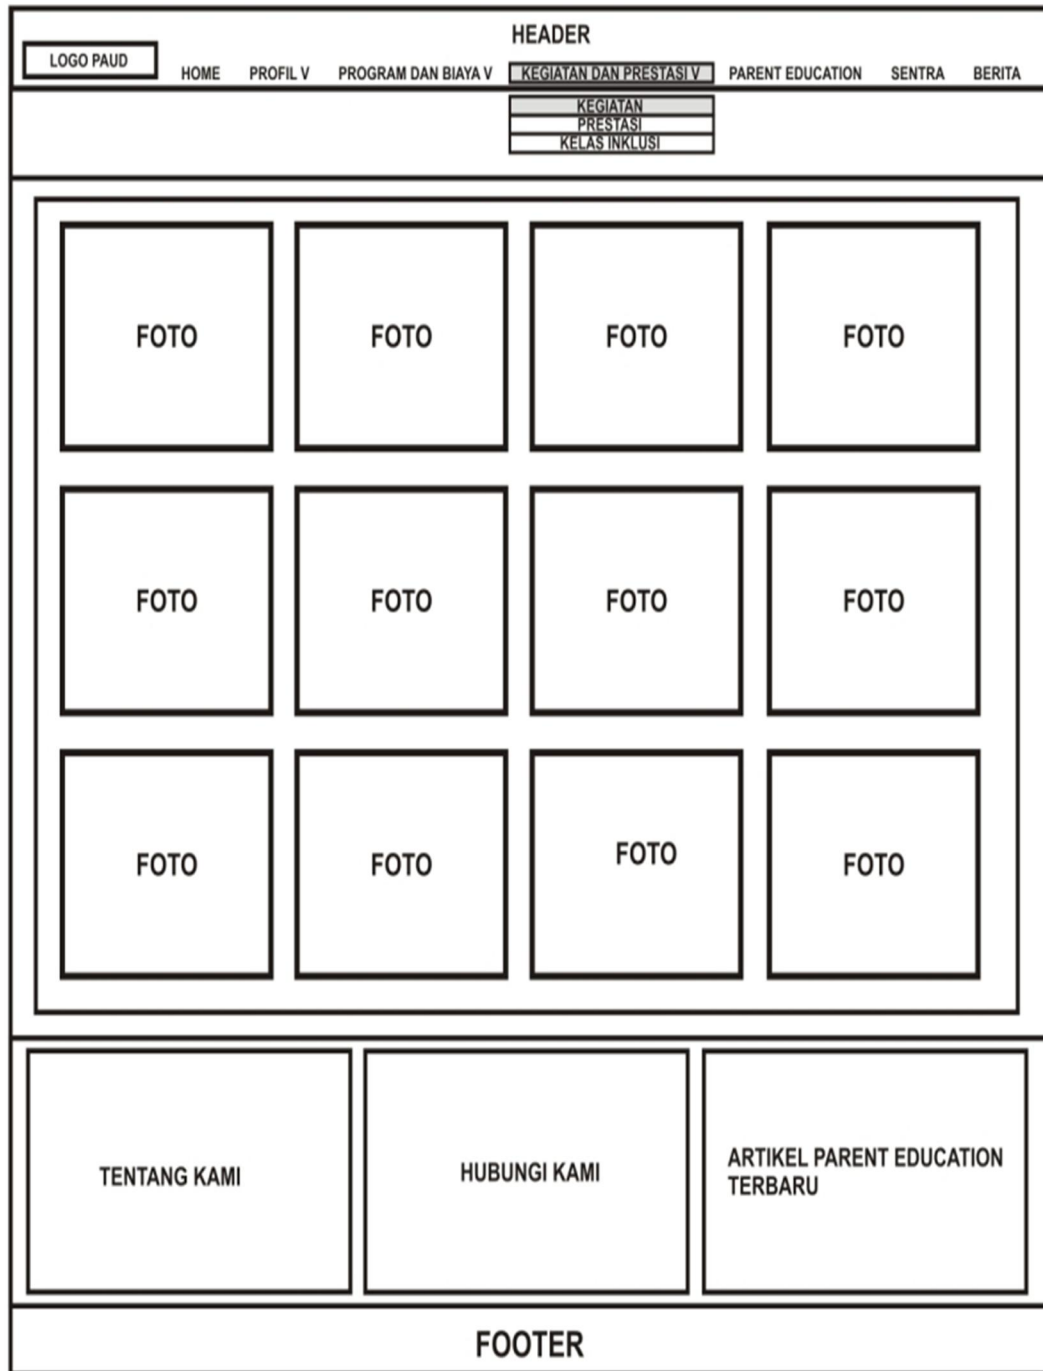 HEADER
LOGO PAUD
HOME PROFIL V PROGRAM DAN BIAYA V KEGIATAN DAN PRESTASI V PARENT EDUCATION SENTRA BERITA
KEGIATAN
PRESTASI
KELAS INKLUSI
FOTO FOTO FOTO FOTO
FOTO FOTO FOTO FOTO
FOTO FOTO FOTO FOTO
TENTANG KAMI
HUBUNGI KAMI
ARTIKEL PARENT EDUCATION
TERBARU
FOOTER